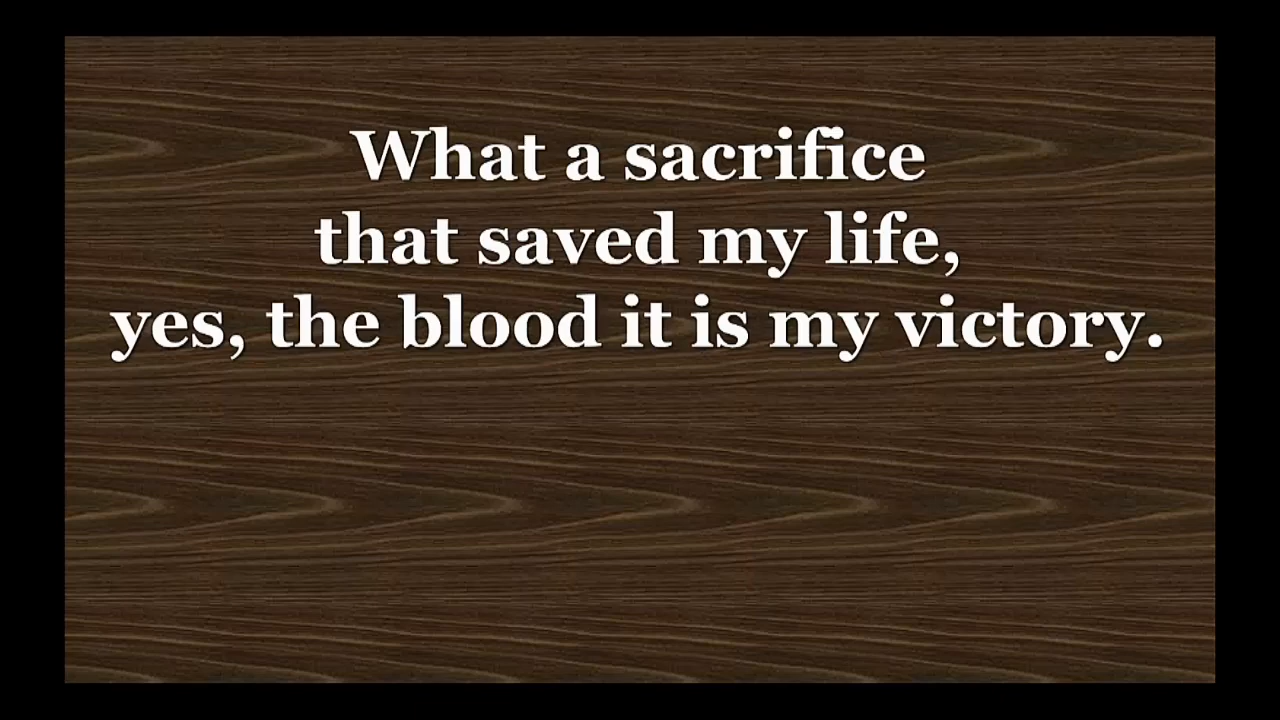 What a sacrifice
that saved my life,
yes, the blood it is my victory.